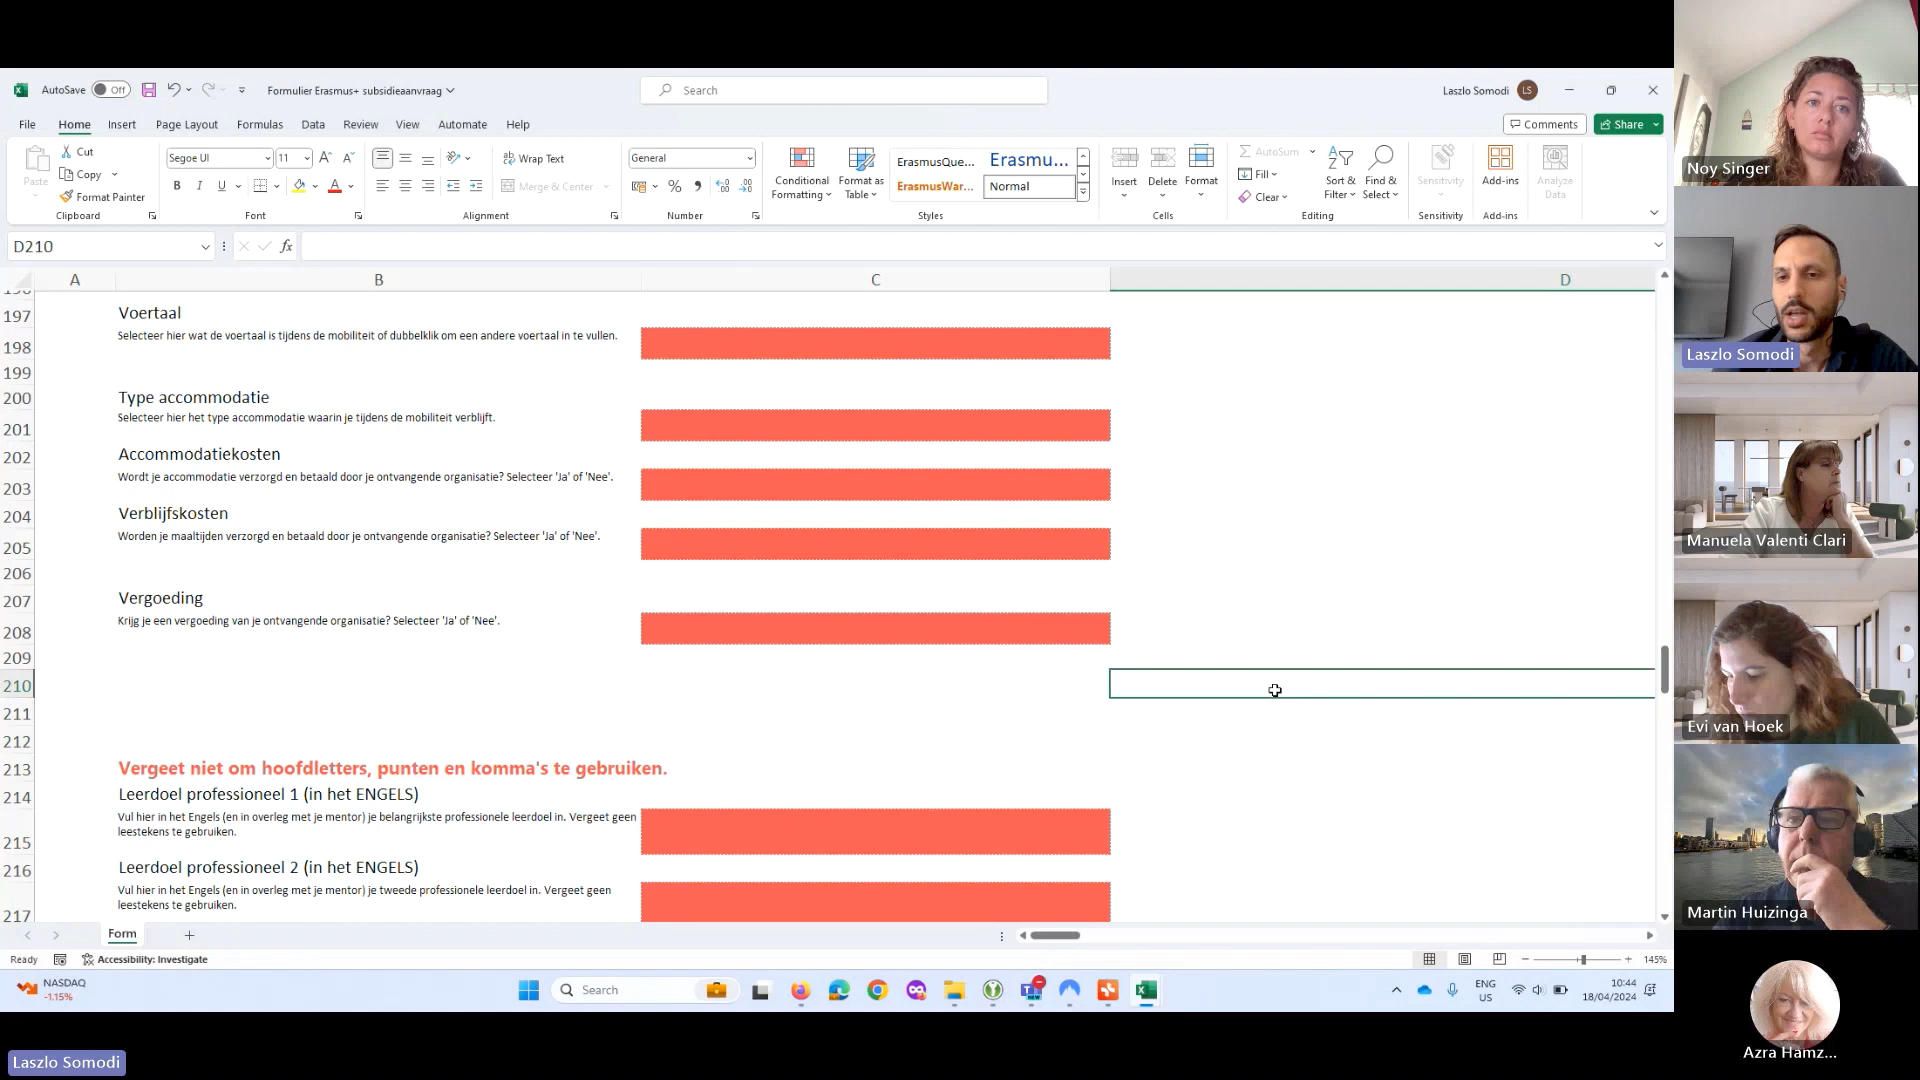 AutoSave
Off
Formulier Erasmus+ subsidieaanvraag
Search
Laszlo Somodi
LS
File
Home
Insert
Page Layout
Formulas
Data
Review
View
Automate
Help
Comments
Share
Paste
Cut
Copy
Format Painter
Clipboard
Segoe UI
11
B
I
U
Font
Wrap Text
Merge & Center
Alignment
General
Number
Conditional
Formatting
Format as
Table
ErasmusQue...
Erasmu...
ErasmusWar...
Normal
Styles
Insert
Delete
Format
Cells
AutoSum
Fill
Clear
Sort &
Filter
Find &
Select
Editing
Sensitivity
Sensitivity
Add-ins
Add-ins
Analyze
Data
D210
fx
A B C D
197 Voertaal
198 Selecteer hier wat de voertaal is tijdens de mobiliteit of dubbelklik om een andere voertaal in te vullen.
199
200 Type accommodatie
201 Selecteer hier het type accommodatie waarin je tijdens de mobiliteit verblijft.
202 Accommodatiekosten
203 Wordt je accommodatie verzorgd en betaald door je ontvangende organisatie? Selecteer 'Ja' of 'Nee'.
204 Verblijfskosten
205 Worden je maaltijden verzorgd en betaald door je ontvangende organisatie? Selecteer 'Ja' of 'Nee'.
206
207 Vergoeding
208 Krijg je een vergoeding van je ontvangende organisatie? Selecteer 'Ja' of 'Nee'.
209
210
211
212
213 Vergeet niet om hoofdletters, punten en komma's te gebruiken.
214 Leerdoel professioneel 1 (in het ENGELS)
215 Vul hier in het Engels (en in overleg met je mentor) je belangrijkste professionele leerdoel in. Vergeet geen
leestekens te gebruiken.
216 Leerdoel professioneel 2 (in het ENGELS)
217 Vul hier in het Engels (en in overleg met je mentor) je tweede professionele leerdoel in. Vergeet geen
leestekens te gebruiken.
Form
Ready
Accessibility: Investigate
145%
NASDAQ
-1.15%
Search
ENG
US
10:44
18/04/2024
Laszlo Somodi
Noy Singer
Laszlo Somodi
Manuela Valenti Clari
Evi van Hoek
Martin Huizinga
Azra Hamz...